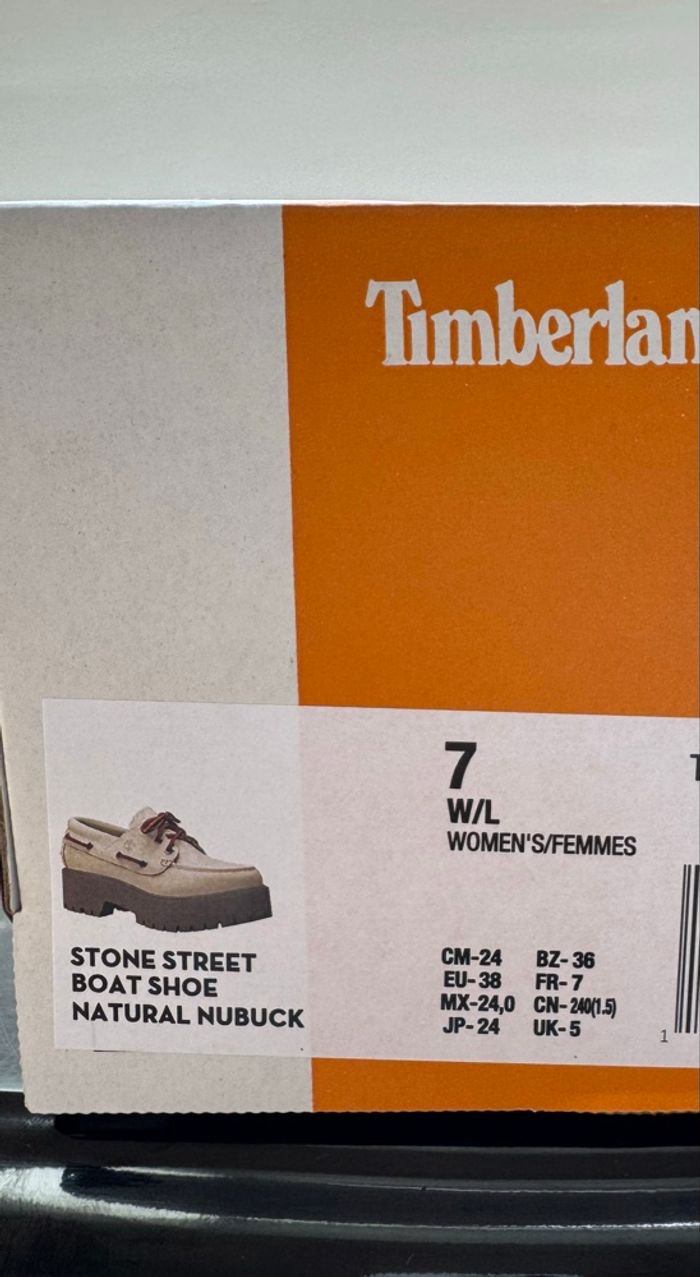 Timberlan
7
W/L
WOMEN'S/FEMMES
STONE STREET
BOAT SHOE
NATURAL NUBUCK
CM-24 BZ-36
EU-38 FR-7
MX-24,0 CN-240(1.5)
JP-24 UK-5
1